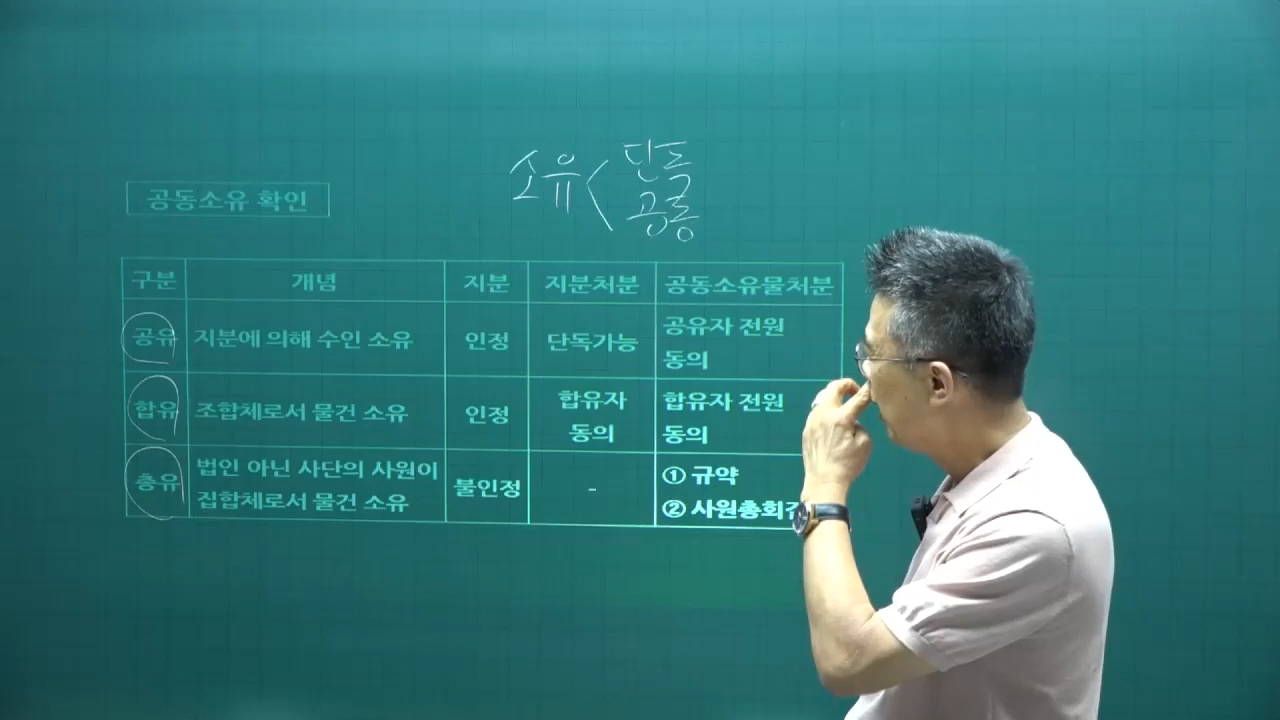 소유 < 단독
공동
공동소유 확인
구분 개념 지분 지분처분 공동소유물처분
공유 지분에 의해 수인 소유 인정 단독가능 공유자 전원
동의
합유 조합체로서 물건 소유 인정 합유자
동의 합유자 전원
동의
총유 법인 아닌 사단의 사원이
집합체로서 물건 소유 불인정 - ① 규약
② 사원총회